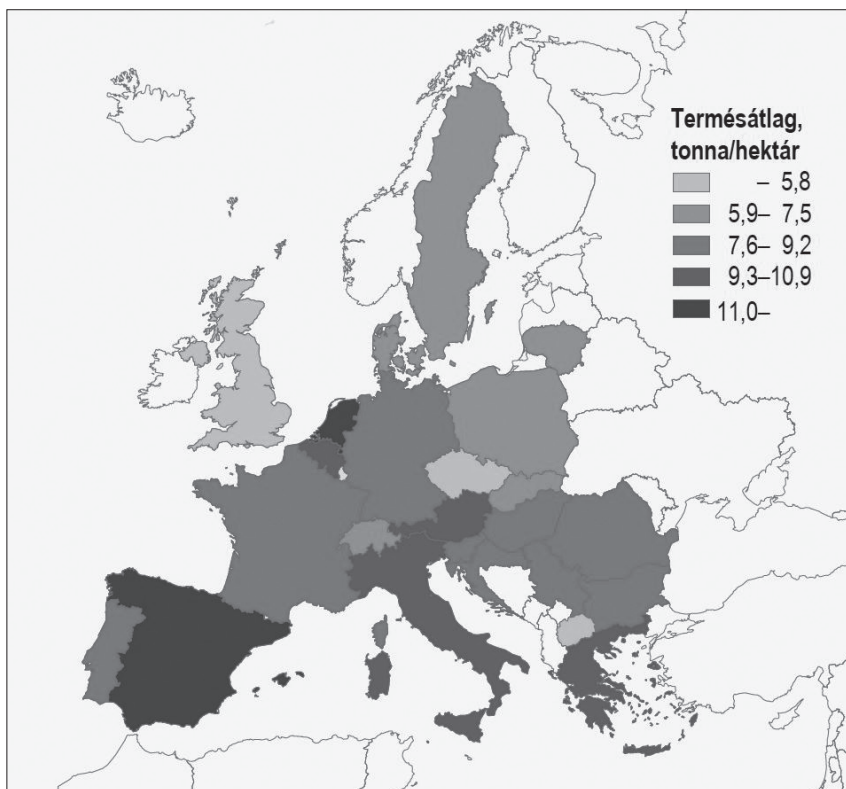 Termésátlag,
tonna/hektár
– 5,8
5,9– 7,5
7,6– 9,2
9,3–10,9
11,0–